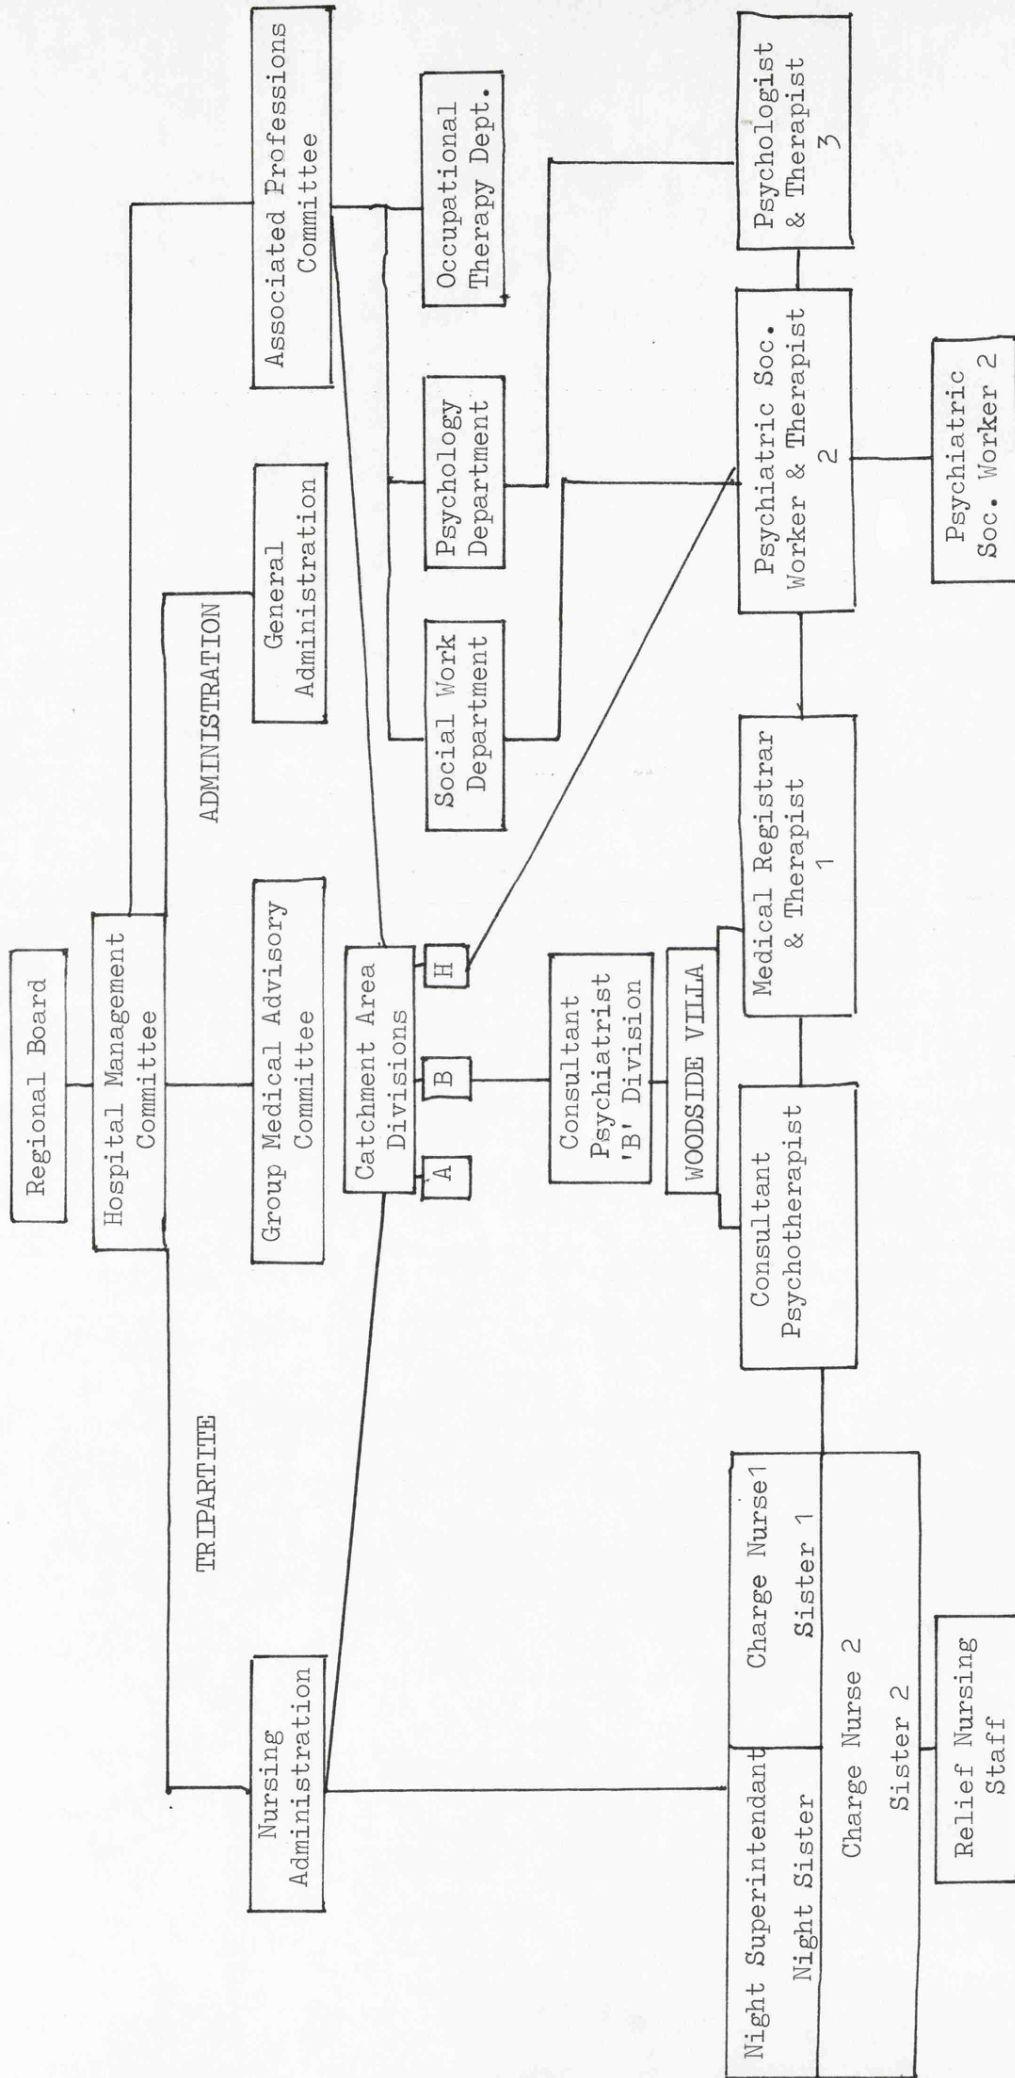 Regional Board
Hospital Management
Committee
TRIPARTITE
ADMINISTRATION
Nursing
Administration
Group Medical Advisory
Committee
General
Administration
Associated Professions
Committee
Catchment Area
Divisions
A
B
H
Social Work
Department
Psychology
Department
Occupational
Therapy Dept.
Consultant
Psychiatrist
'B' Division
WOODSIDE VILLA
Night Superintendant
Night Sister
Charge Nurse1
Sister 1
Charge Nurse 2
Sister 2
Relief Nursing
Staff
Consultant
Psychotherapist
Medical Registrar
& Therapist
1
Psychiatric Soc.
Worker & Therapist
2
Psychologist
& Therapist
3
Psychiatric
Soc. Worker 2